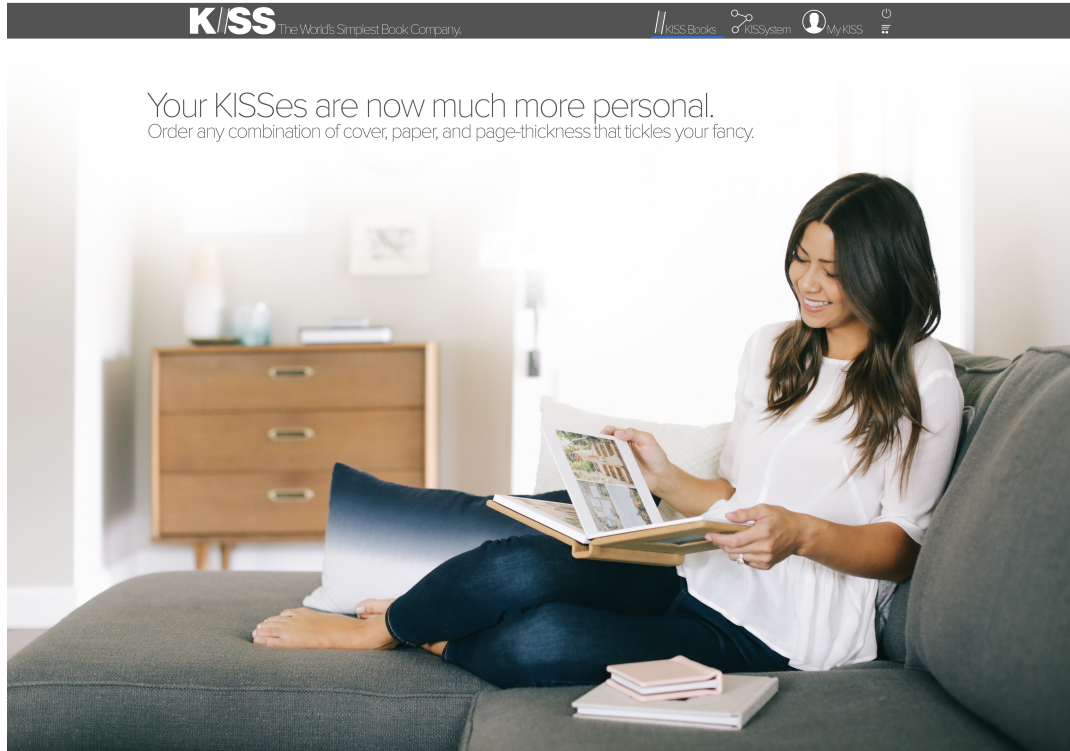 K//SS The World's Simplest Book Company.
KISS Books KISSystem My KISS
Your KISSes are now much more personal.
Order any combination of cover, paper, and page-thickness that tickles your fancy.